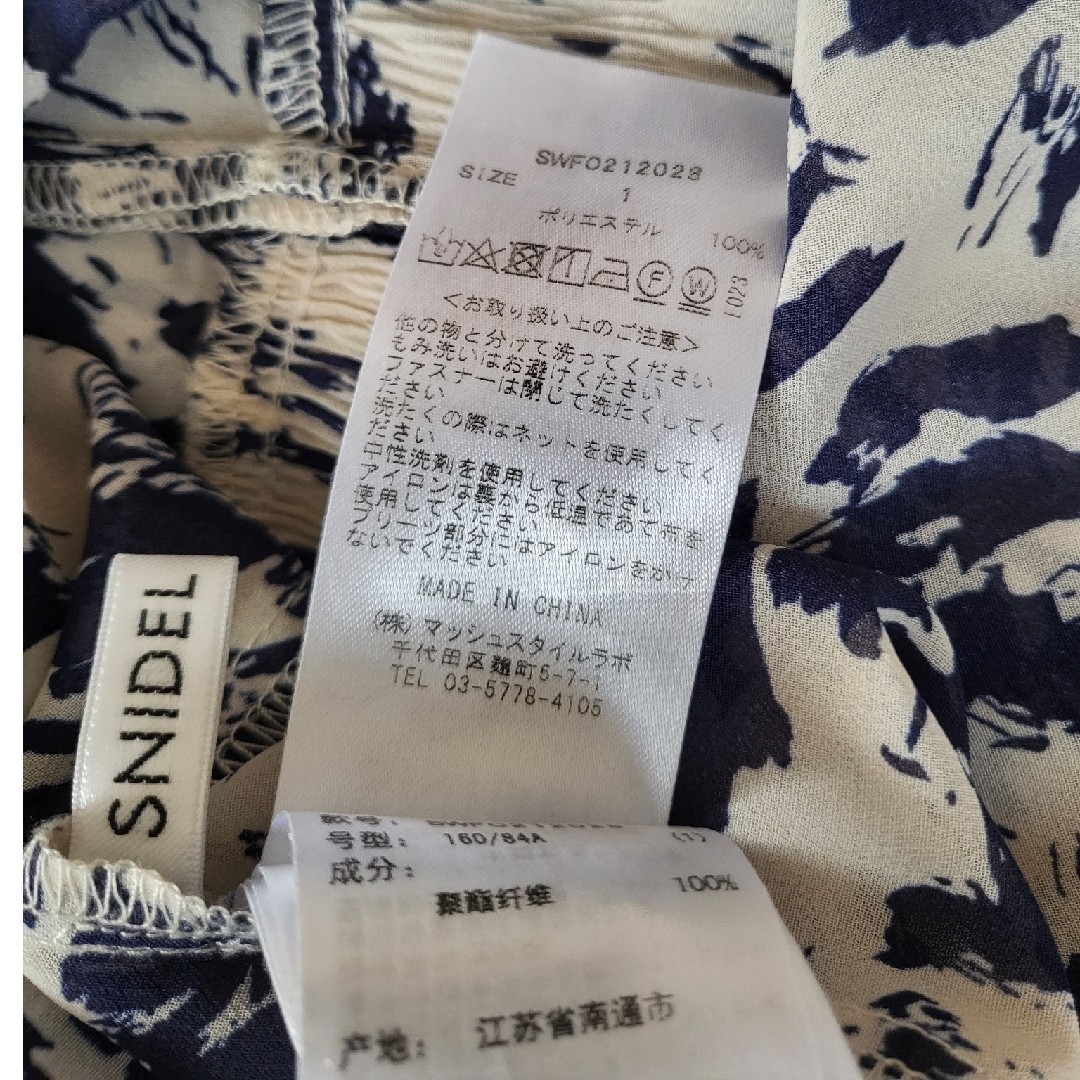 SWFO212028
SIZE 1
ポリエステル 100%
F W 1023
<お取り扱い上のご注意>
他の物と分けて洗ってください
もみ洗いはお避けください
ファスナーは閉じて洗たくしてく
ださい
洗たくの際はネットを使用してく
ださい
中性洗剤を使用してください
アイロンは裏から低温であて布を
使用してください
プリーツ部分にはアイロンをかけ
ないでください
MADE IN CHINA
(株)マッシュスタイルラボ
千代田区麹町5-7-1
TEL 03-5778-4105
SNIDEL
号型: 160/84A (1)
成分:
聚酯纤维 100%
产地: 江苏省南通市